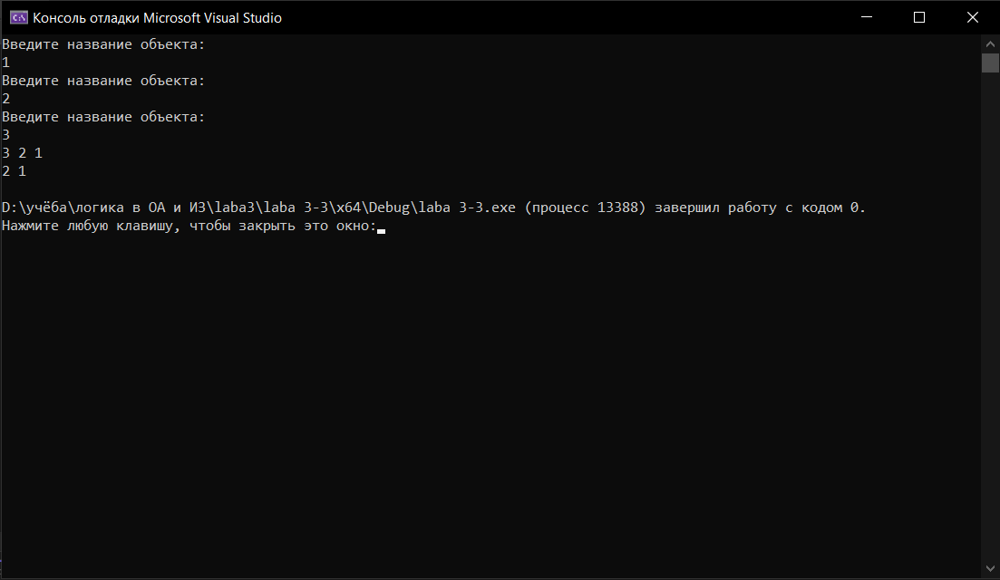 Консоль отладки Microsoft Visual Studio
Введите название объекта:
1
Введите название объекта:
2
Введите название объекта:
3
3 2 1
2 1
D:\учёба\логика в ОА и ИЗ\laba3\laba 3-3\x64\Debug\laba 3-3.exe (процесс 13388) завершил работу с кодом 0.
Нажмите любую клавишу, чтобы закрыть это окно: